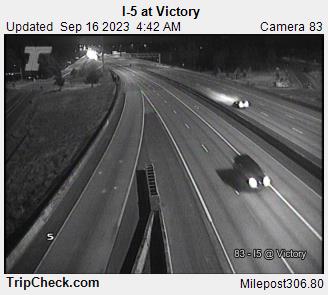 I-5 at Victory
Updated Sep 16 2023 4:42 AM Camera 83
T
S
83 - I5 @ Victory
TripCheck.com Milepost306.80